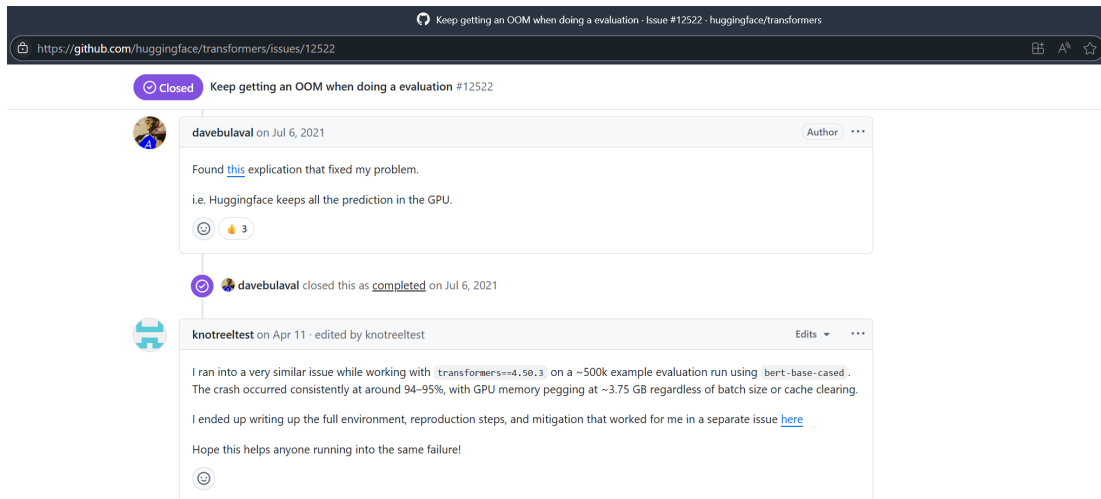 Keep getting an OOM when doing a evaluation · Issue #12522 · huggingface/transformers
https://github.com/huggingface/transformers/issues/12522
Closed Keep getting an OOM when doing a evaluation #12522
davebulaval on Jul 6, 2021 Author
Found this explication that fixed my problem.
i.e. Huggingface keeps all the prediction in the GPU.
👍 3
davebulaval closed this as completed on Jul 6, 2021
knotreeltest on Apr 11 · edited by knotreeltest Edits
I ran into a very similar issue while working with transformers==4.50.3 on a ~500k example evaluation run using bert-base-cased.
The crash occurred consistently at around 94–95%, with GPU memory pegging at ~3.75 GB regardless of batch size or cache clearing.
I ended up writing up the full environment, reproduction steps, and mitigation that worked for me in a separate issue here
Hope this helps anyone running into the same failure!